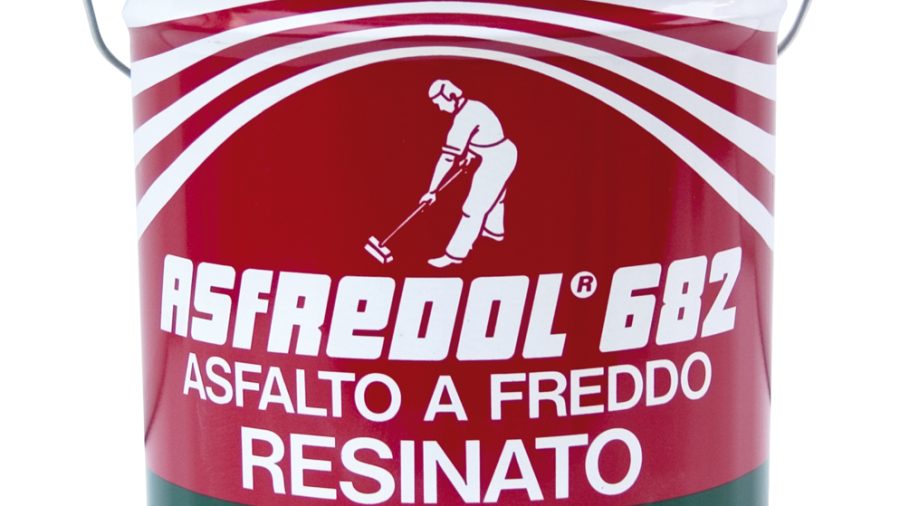 ASFREDOL® 682
ASFALTO A FREDDO
RESINATO